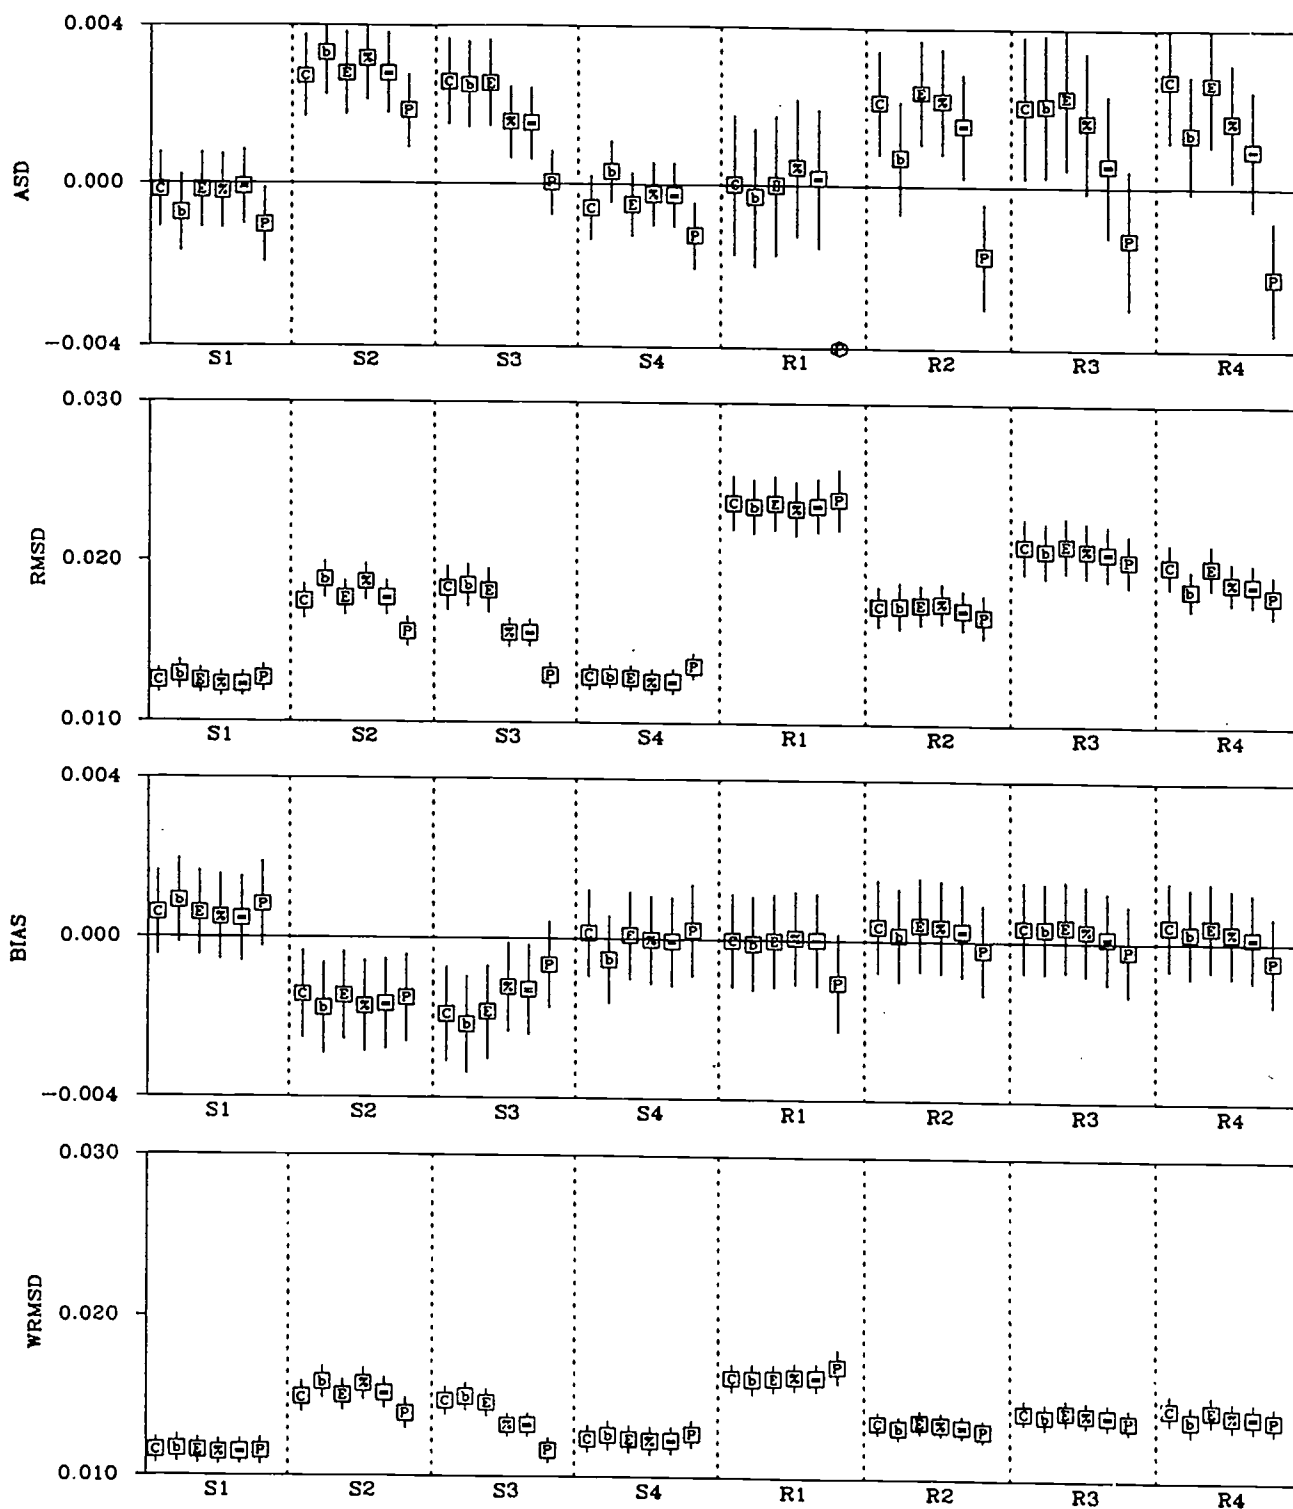 0.004
ASD
0.000
-0.004
S1 S2 S3 S4 R1 R2 R3 R4
C b Σ % = P
C b Σ % = P
C b Σ % = P
C b Σ % = P
C b Σ % = P
C b Σ % = P
C b Σ % = P
C b Σ % = P
0.030
RMSD
0.020
0.010
S1 S2 S3 S4 R1 R2 R3 R4
C b Σ % = P
C b Σ % = P
C b Σ % = P
C b Σ % = P
C b Σ % = P
C b Σ % = P
C b Σ % = P
C b Σ % = P
0.004
BIAS
0.000
-0.004
S1 S2 S3 S4 R1 R2 R3 R4
C b Σ % = P
C b Σ % = P
C b Σ % = P
C b Σ % = P
C b Σ % = P
C b Σ % = P
C b Σ % = P
C b Σ % = P
0.030
WRMSD
0.020
0.010
S1 S2 S3 S4 R1 R2 R3 R4
C b Σ % = P
C b Σ % = P
C b Σ % = P
C b Σ % = P
C b Σ % = P
C b Σ % = P
C b Σ % = P
C b Σ % = P